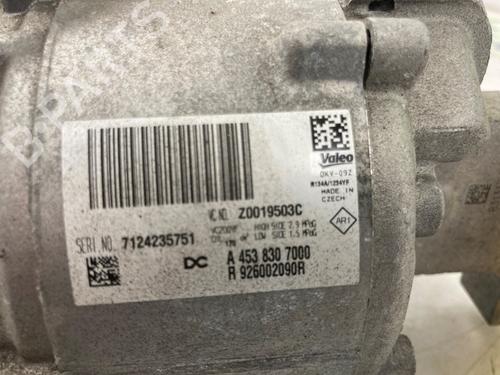 B-PARTS
Valeo
DKV-09Z
R134A/1234YF
MADE IN
CZECH
AR1
VC NO. Z0019503C
HIGH SIDE 2.9 MPaG
LOW SIDE 1.5 MPaG
SERI NO. 7124235751
DC
A 453 830 7000
R 926002090R